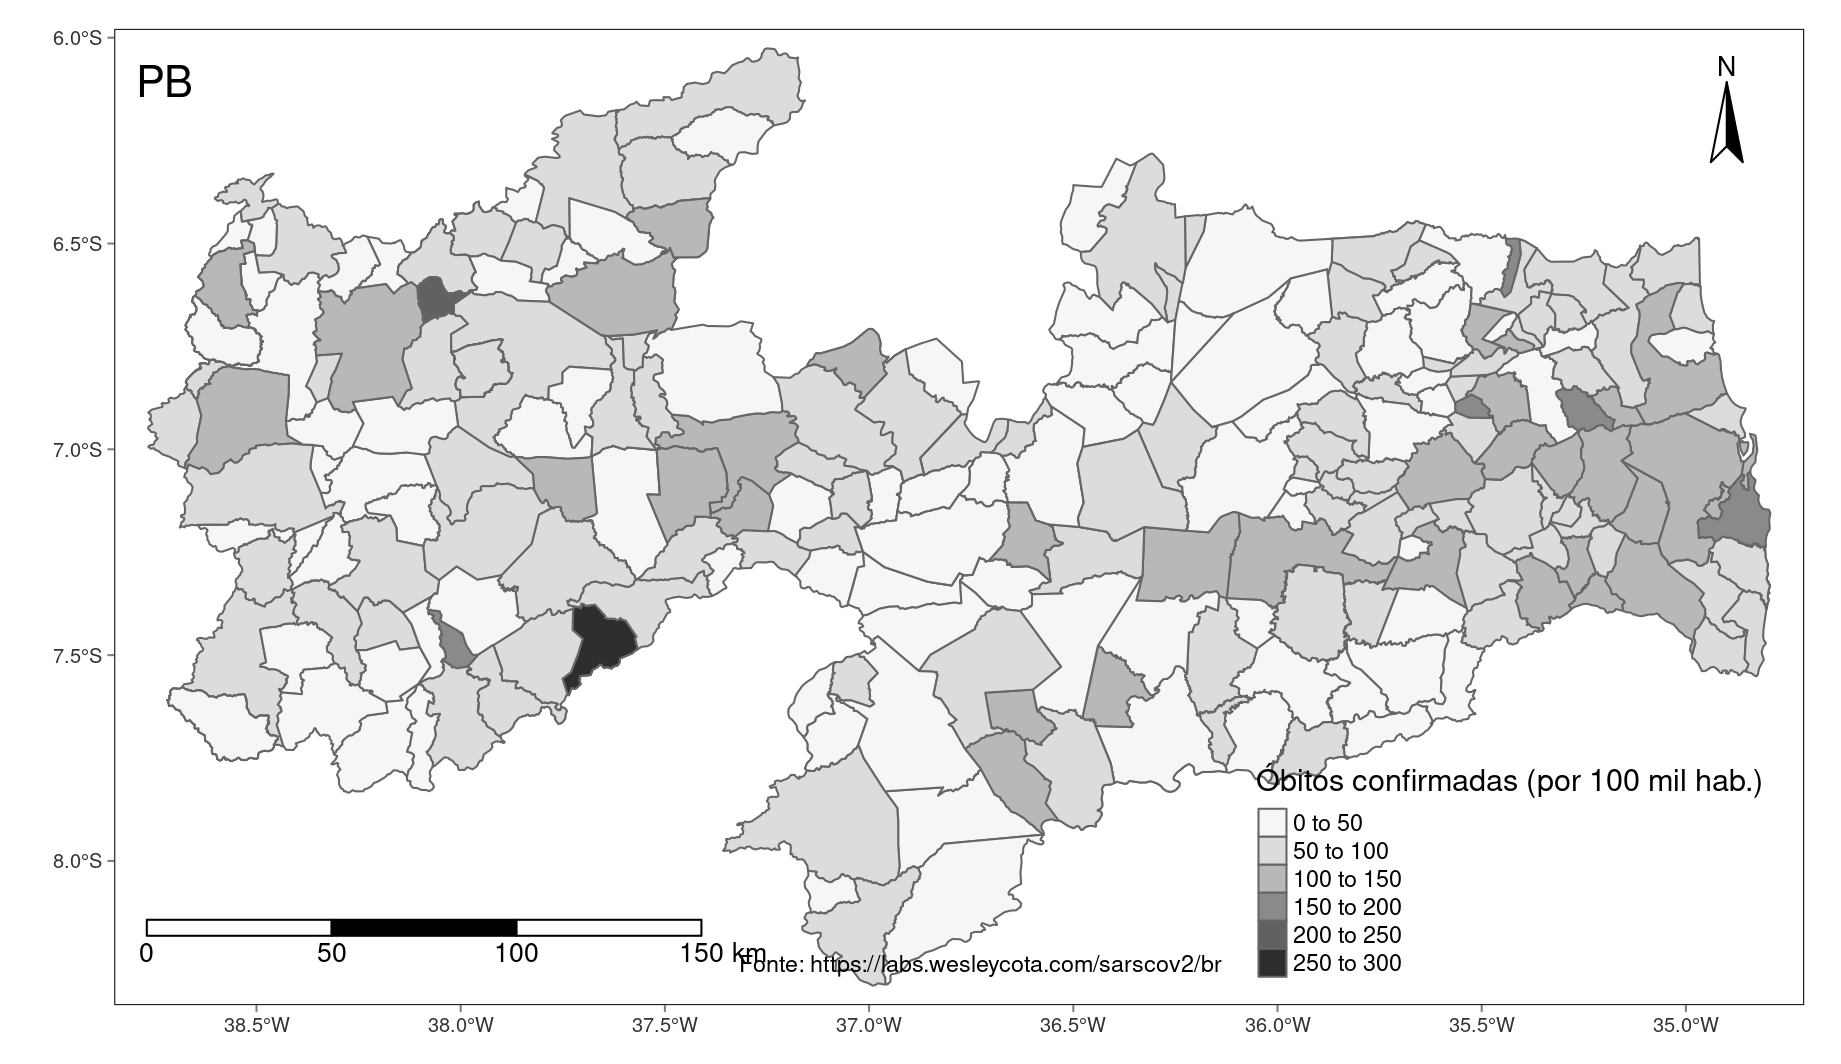 6.0°S
PB
N
6.5°S
7.0°S
7.5°S
8.0°S
Óbitos confirmadas (por 100 mil hab.)
0 to 50
50 to 100
100 to 150
150 to 200
200 to 250
250 to 300
0 50 100 150 km
Fonte: https://labs.wesleycota.com/sarscov2/br
38.5°W 38.0°W 37.5°W 37.0°W 36.5°W 36.0°W 35.5°W 35.0°W